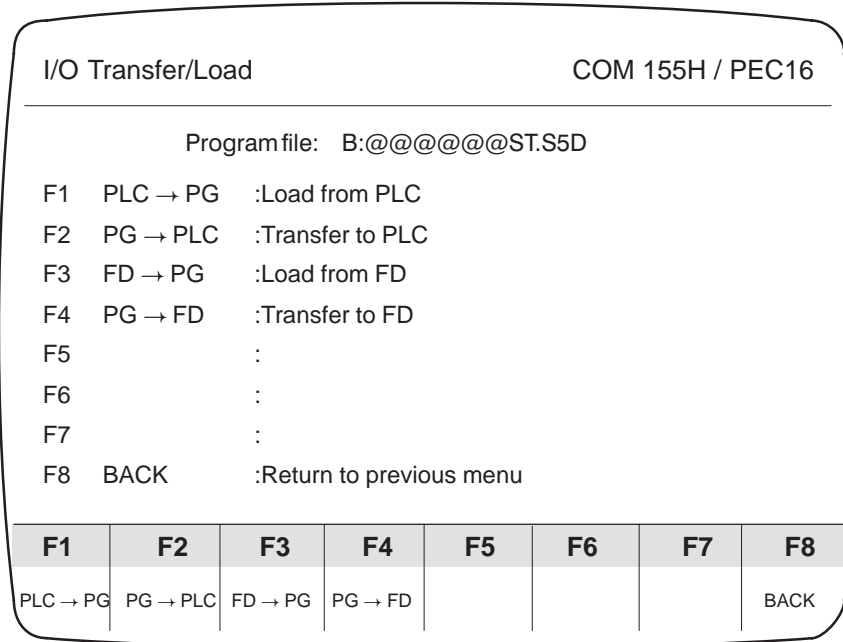 I/O Transfer/Load COM 155H / PEC16
Program file: B:@@@@@@ST.S5D
F1 PLC → PG :Load from PLC
F2 PG → PLC :Transfer to PLC
F3 FD → PG :Load from FD
F4 PG → FD :Transfer to FD
F5 :
F6 :
F7 :
F8 BACK :Return to previous menu
F1 F2 F3 F4 F5 F6 F7 F8
PLC → PG PG → PLC FD → PG PG → FD BACK